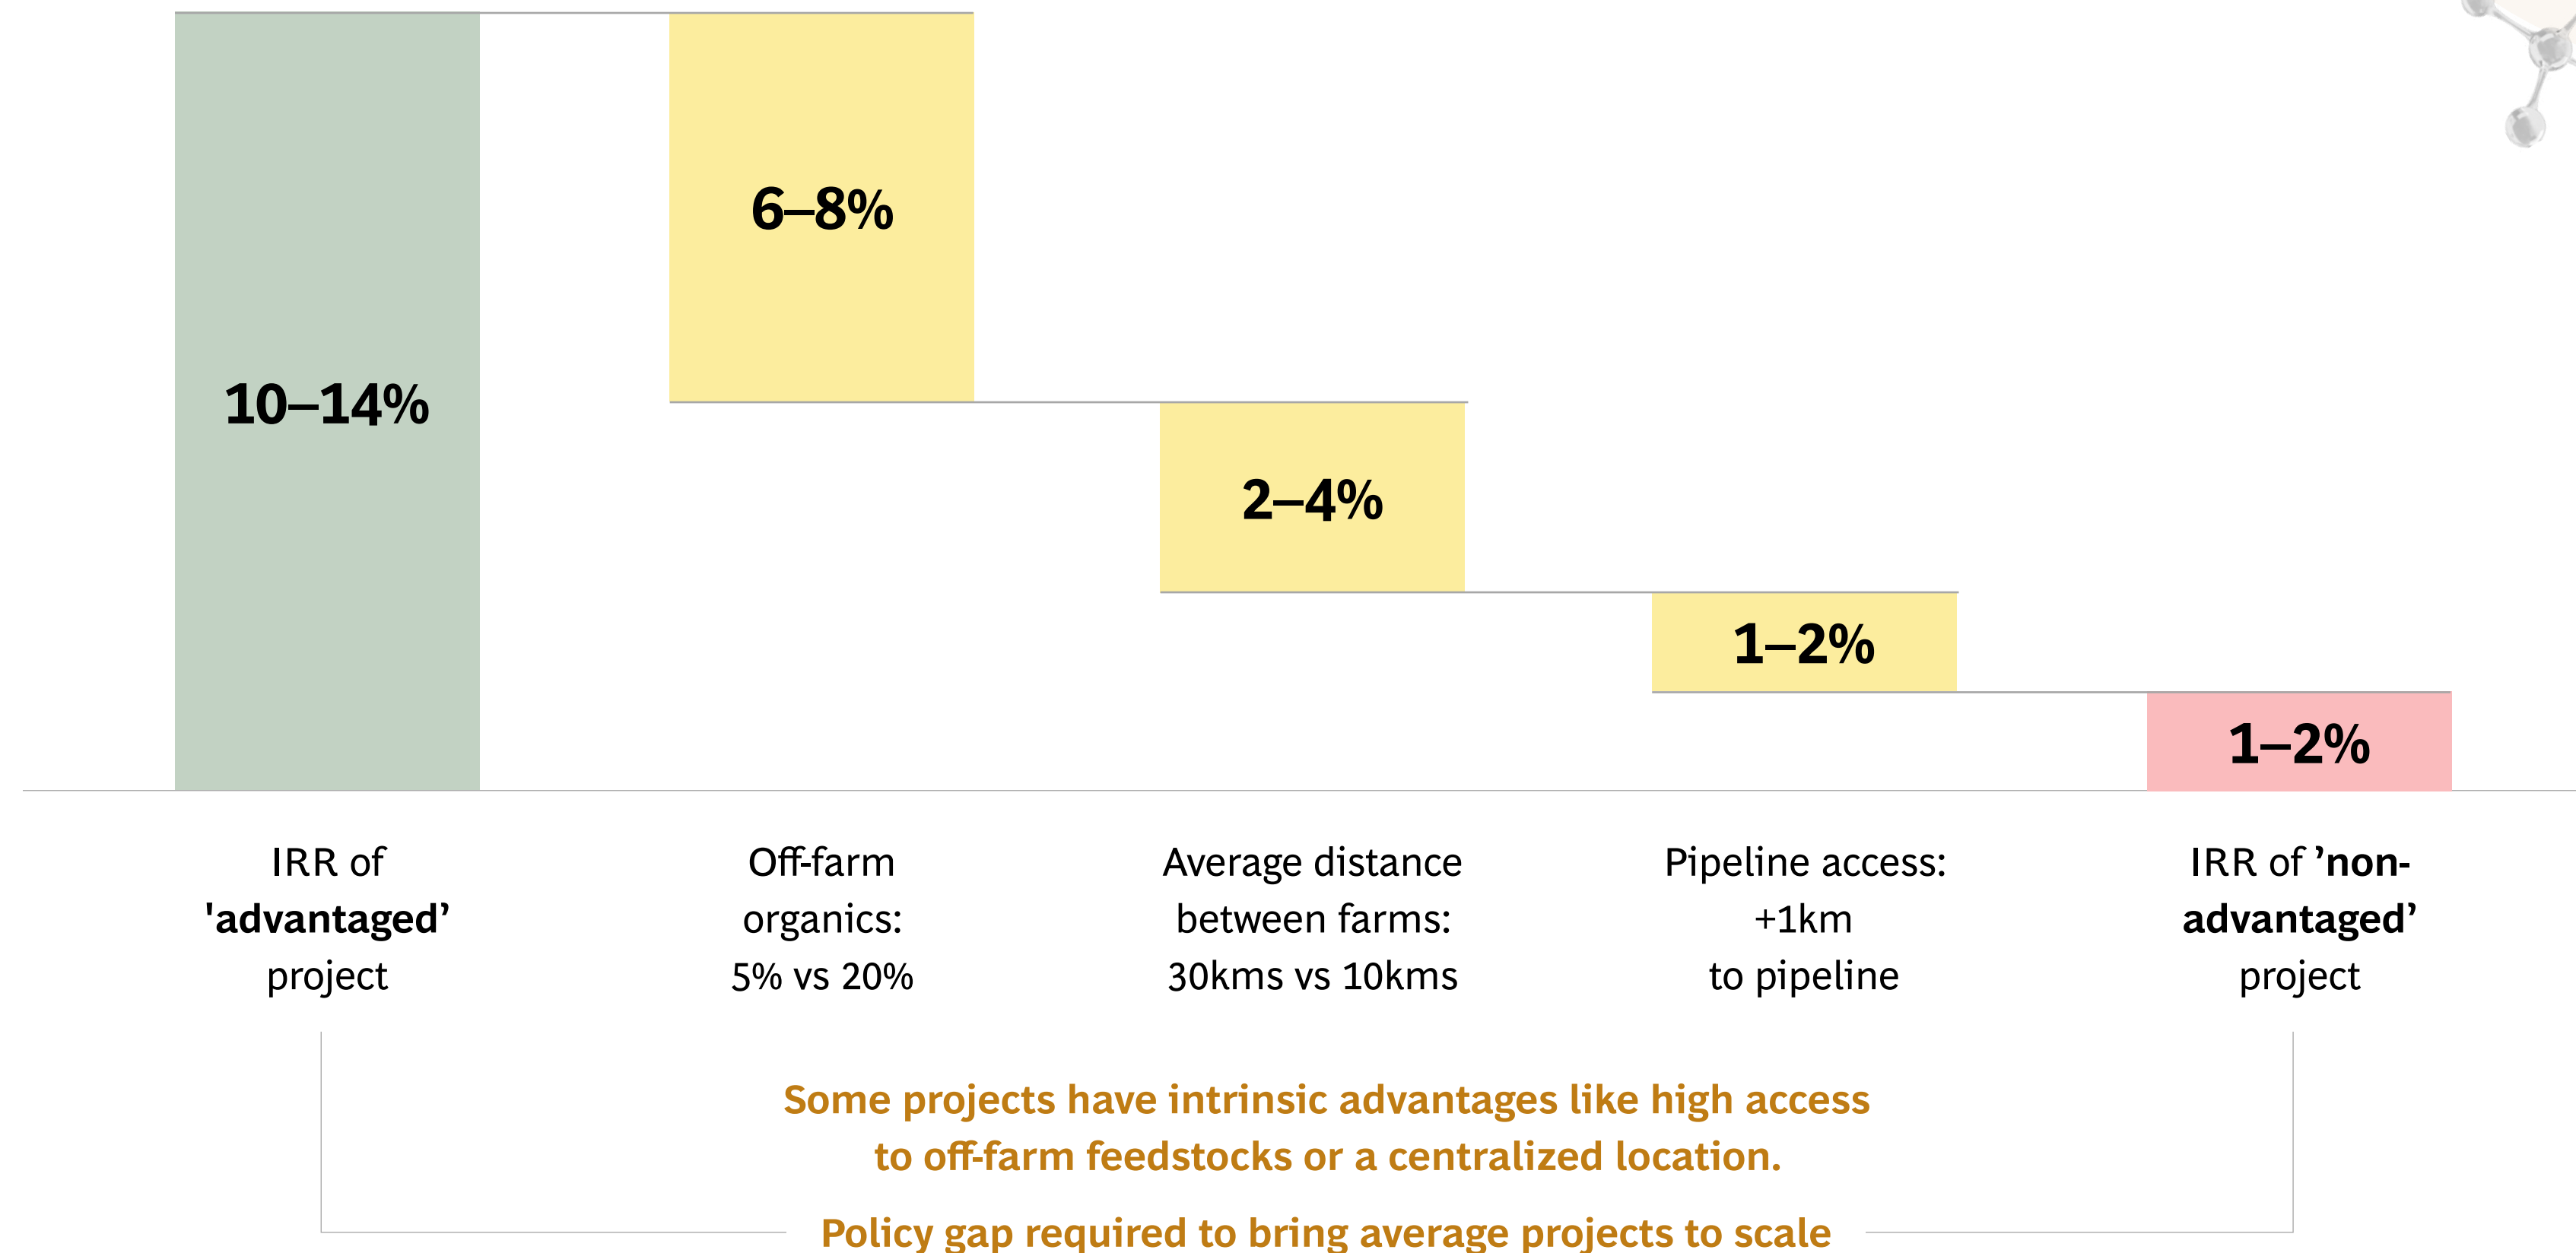 10–14%
6–8%
2–4%
1–2%
1–2%
IRR of
'advantaged’
project
Off-farm
organics:
5% vs 20%
Average distance
between farms:
30kms vs 10kms
Pipeline access:
+1km
to pipeline
IRR of ’non-
advantaged’
project
Some projects have intrinsic advantages like high access
to off-farm feedstocks or a centralized location.
Policy gap required to bring average projects to scale